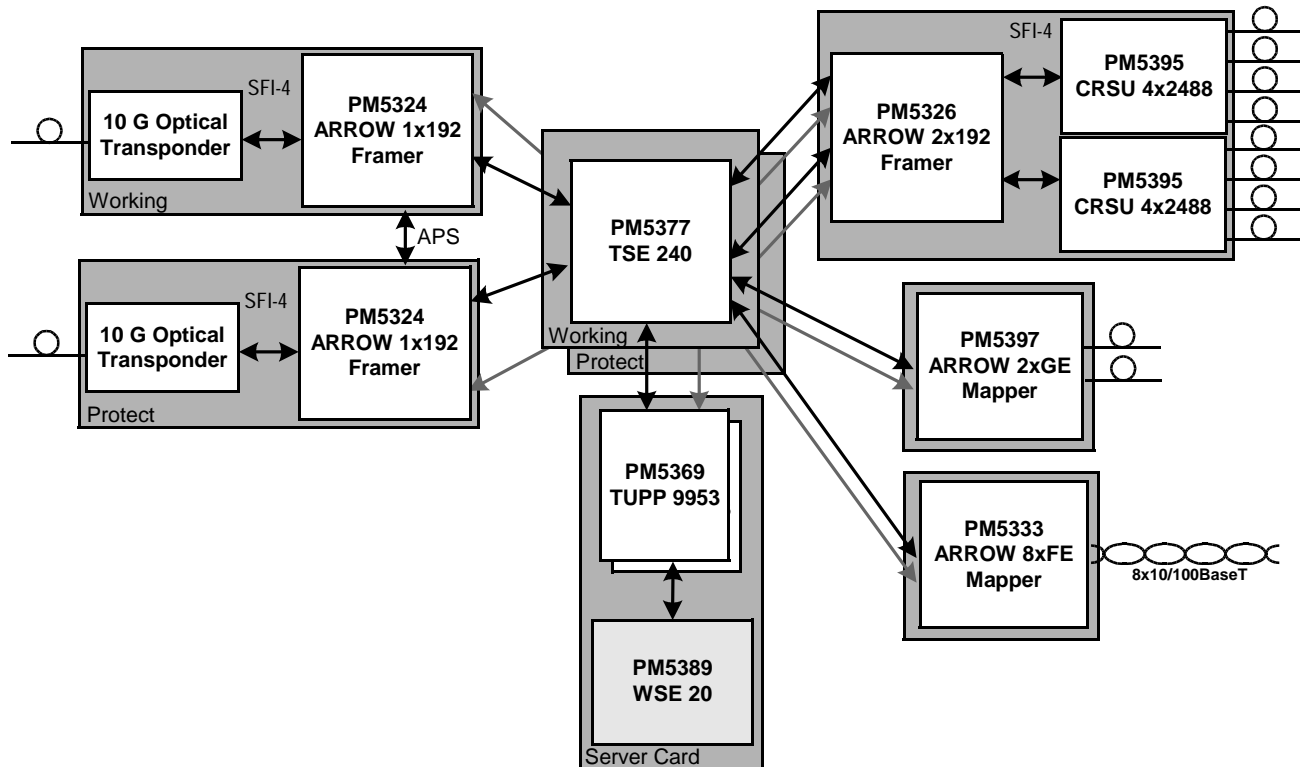 SFI-4
10 G Optical
Transponder
PM5324
ARROW 1x192
Framer
Working
APS
SFI-4
10 G Optical
Transponder
PM5324
ARROW 1x192
Framer
Protect
PM5377
TSE 240
Working
Protect
PM5369
TUPP 9953
PM5389
WSE 20
Server Card
SFI-4
PM5326
ARROW 2x192
Framer
PM5395
CRSU 4x2488
PM5395
CRSU 4x2488
PM5397
ARROW 2xGE
Mapper
PM5333
ARROW 8xFE
Mapper
8x10/100BaseT